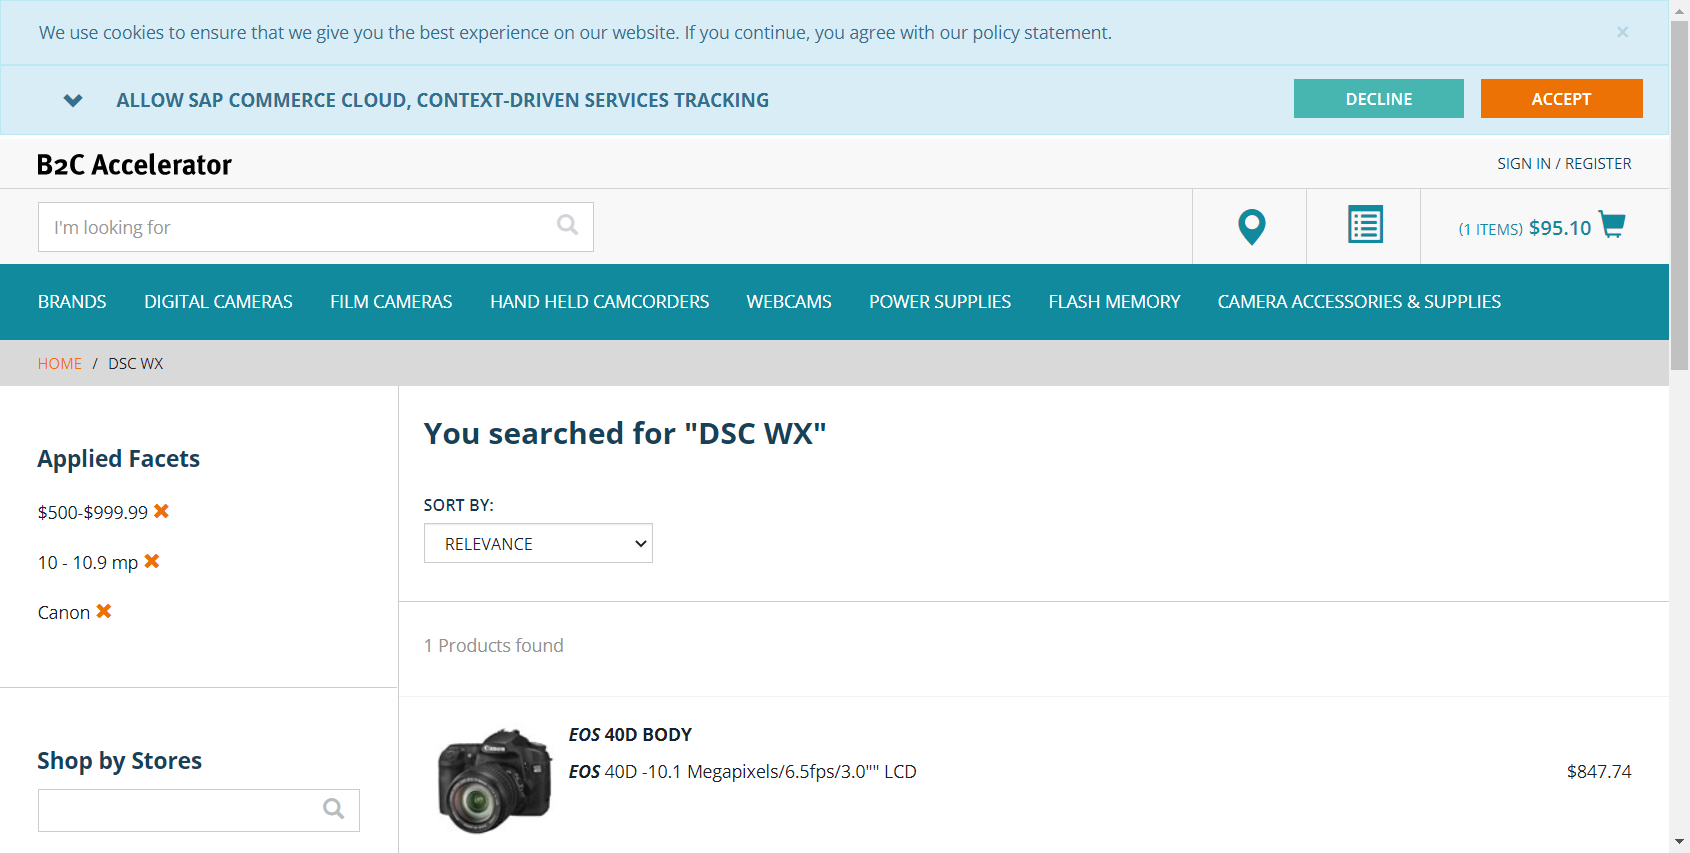 We use cookies to ensure that we give you the best experience on our website. If you continue, you agree with our policy statement.
×
ALLOW SAP COMMERCE CLOUD, CONTEXT-DRIVEN SERVICES TRACKING
DECLINE
ACCEPT
B2C Accelerator
SIGN IN / REGISTER
I'm looking for
(1 ITEMS) $95.10
BRANDS DIGITAL CAMERAS FILM CAMERAS HAND HELD CAMCORDERS WEBCAMS POWER SUPPLIES FLASH MEMORY CAMERA ACCESSORIES & SUPPLIES
HOME / DSC WX
Applied Facets
$500-$999.99
10 - 10.9 mp
Canon
Shop by Stores
You searched for "DSC WX"
SORT BY:
RELEVANCE
1 Products found
Canon
EOS 40D BODY
EOS 40D -10.1 Megapixels/6.5fps/3.0"" LCD
$847.74